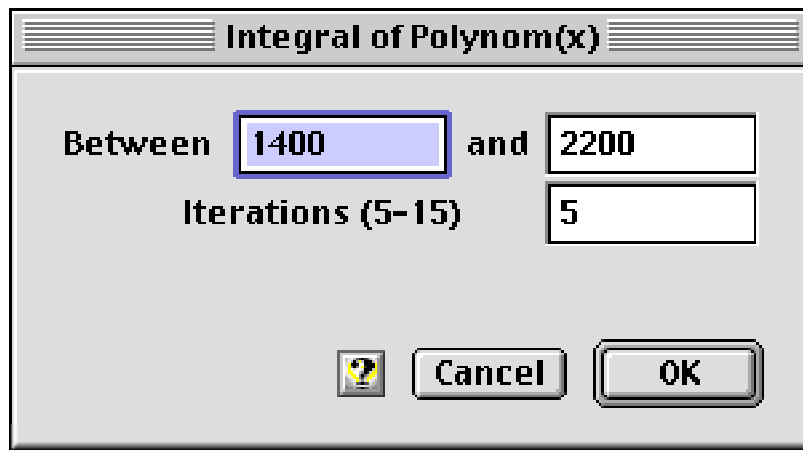 Integral of Polynom(x)
Between 1400 and 2200
Iterations (5-15) 5
? Cancel OK